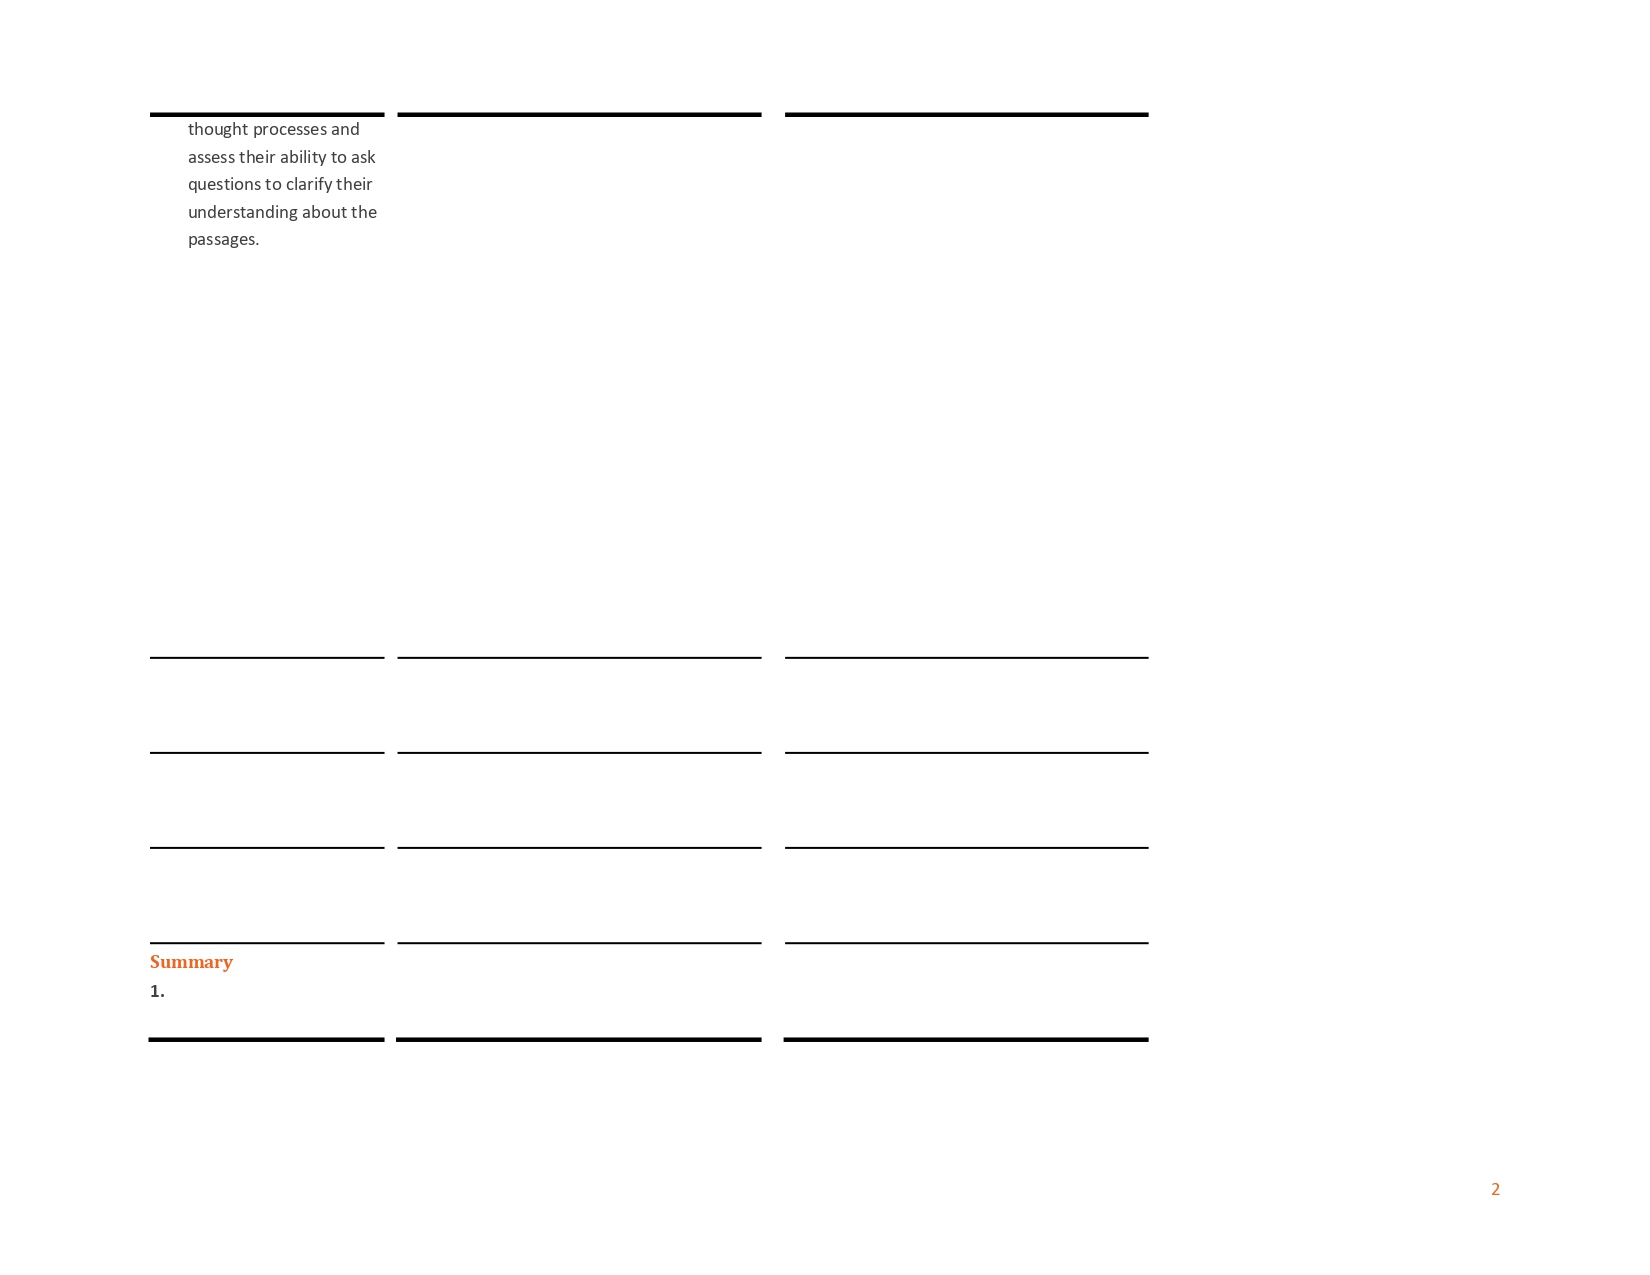 thought processes and
assess their ability to ask
questions to clarify their
understanding about the
passages.
Summary
1.
2